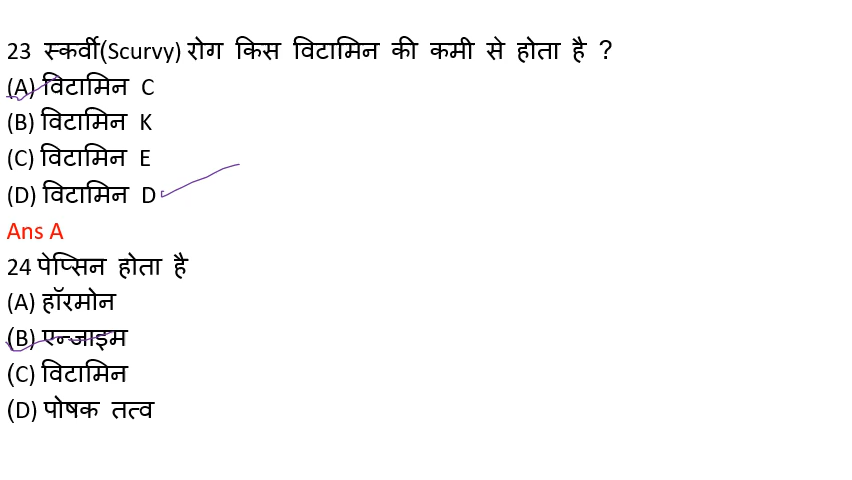 23 स्कर्वी(Scurvy) रोग किस विटामिन की कमी से होता है ?
(A) विटामिन C
(B) विटामिन K
(C) विटामिन E
(D) विटामिन D
Ans A
24 पेप्सिन होता है
(A) हॉरमोन
(B) एन्जाइम
(C) विटामिन
(D) पोषक तत्व